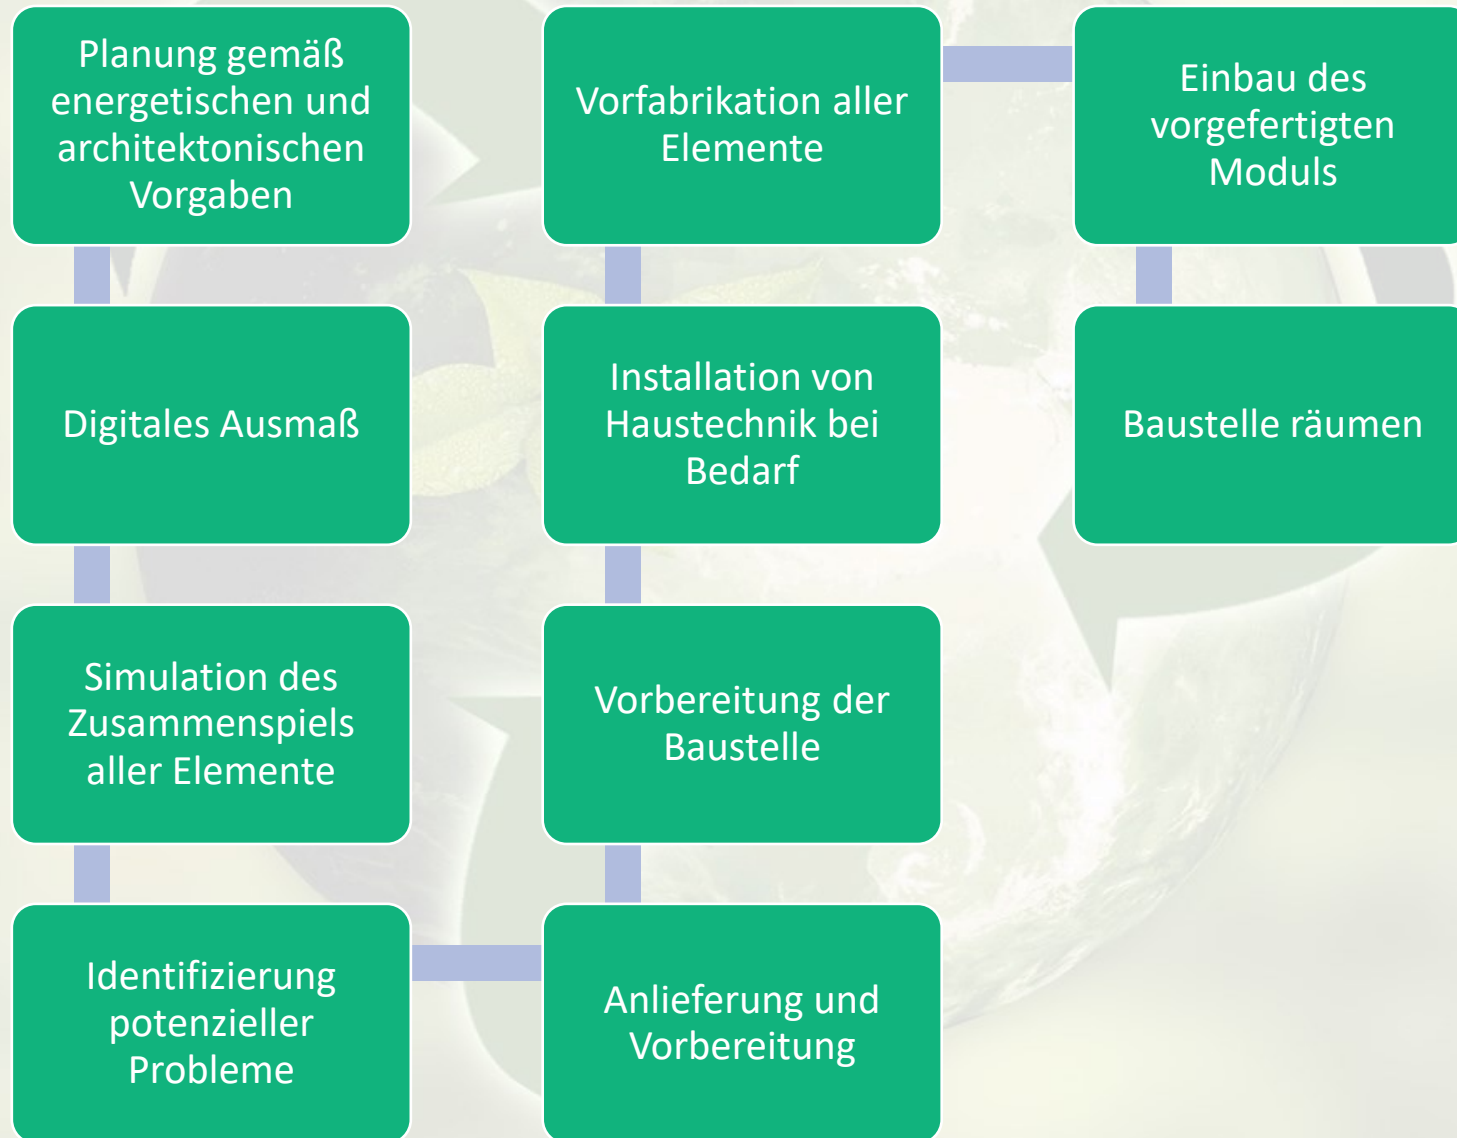 Planung gemäß
energetischen und
architektonischen
Vorgaben
Digitales Ausmaß
Simulation des
Zusammenspiels
aller Elemente
Identifizierung
potenzieller
Probleme
Anlieferung und
Vorbereitung
Vorbereitung der
Baustelle
Installation von
Haustechnik bei
Bedarf
Vorfabrikation aller
Elemente
Einbau des
vorgefertigten
Moduls
Baustelle räumen